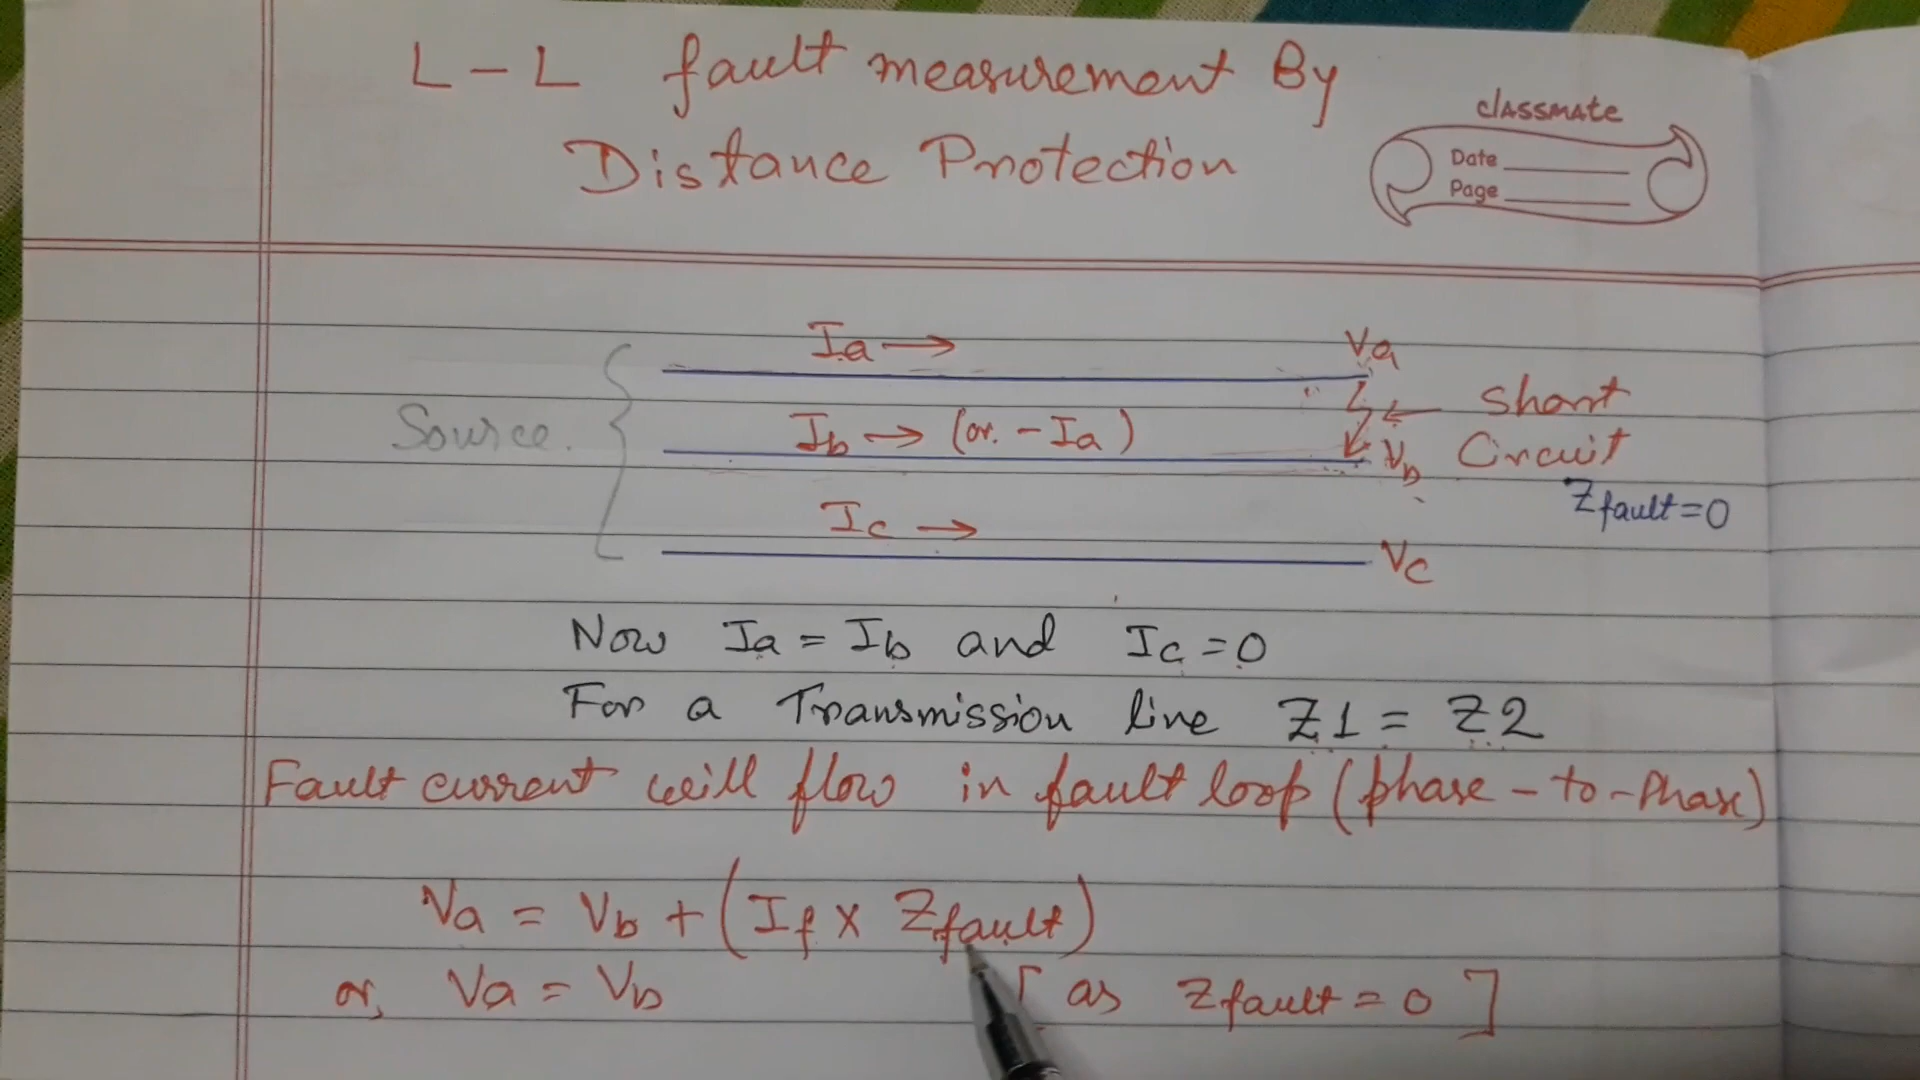 L-L fault measurement By
Distance Protection
classmate
Date
Page
Ia → Va
Short
Source. Ib → (or. -Ia) Vb Circuit
Zfault=0
Ic → Vc
Now Ia = Ib and Ic=0
For a Transmission line Z1 = Z2
Fault current will flow in fault loop (phase-to-Phase)
Va = Vb + (If x Zfault)
or, Va = Vb [as Zfault = 0]